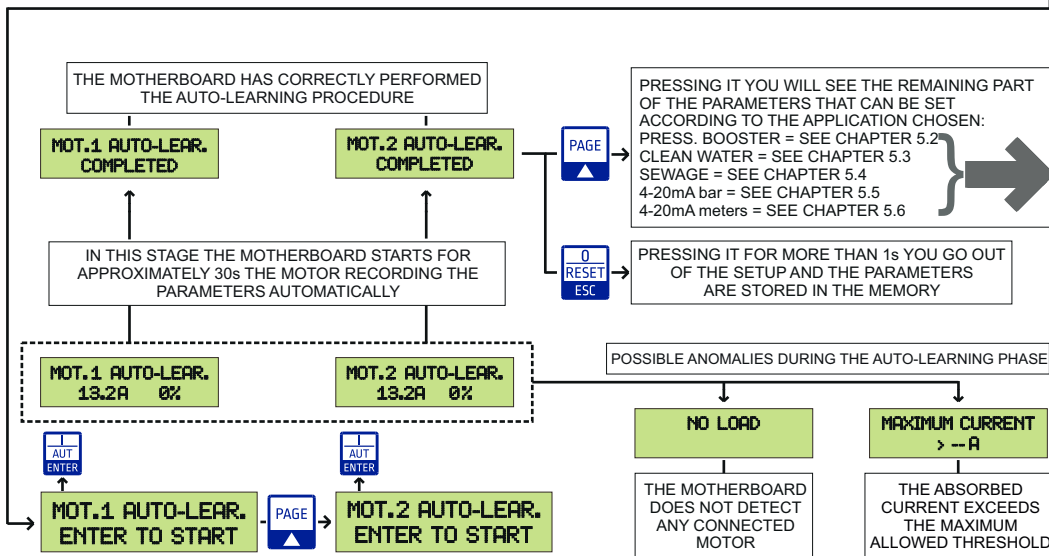 THE MOTHERBOARD HAS CORRECTLY PERFORMED
THE AUTO-LEARNING PROCEDURE
MOT.1 AUTO-LEAR.
COMPLETED
MOT.2 AUTO-LEAR.
COMPLETED
PAGE
PRESSING IT YOU WILL SEE THE REMAINING PART
OF THE PARAMETERS THAT CAN BE SET
ACCORDING TO THE APPLICATION CHOSEN:
PRESS. BOOSTER = SEE CHAPTER 5.2
CLEAN WATER = SEE CHAPTER 5.3
SEWAGE = SEE CHAPTER 5.4
4-20mA bar = SEE CHAPTER 5.5
4-20mA meters = SEE CHAPTER 5.6
IN THIS STAGE THE MOTHERBOARD STARTS FOR
APPROXIMATELY 30s THE MOTOR RECORDING THE
PARAMETERS AUTOMATICALLY
0
RESET
ESC
PRESSING IT FOR MORE THAN 1s YOU GO OUT
OF THE SETUP AND THE PARAMETERS
ARE STORED IN THE MEMORY
MOT.1 AUTO-LEAR.
13.2A 0%
MOT.2 AUTO-LEAR.
13.2A 0%
POSSIBLE ANOMALIES DURING THE AUTO-LEARNING PHASE
NO LOAD
MAXIMUM CURRENT
> --A
THE MOTHERBOARD
DOES NOT DETECT
ANY CONNECTED
MOTOR
THE ABSORBED
CURRENT EXCEEDS
THE MAXIMUM
ALLOWED THRESHOLD
I
AUT
ENTER
I
AUT
ENTER
MOT.1 AUTO-LEAR.
ENTER TO START
PAGE
MOT.2 AUTO-LEAR.
ENTER TO START